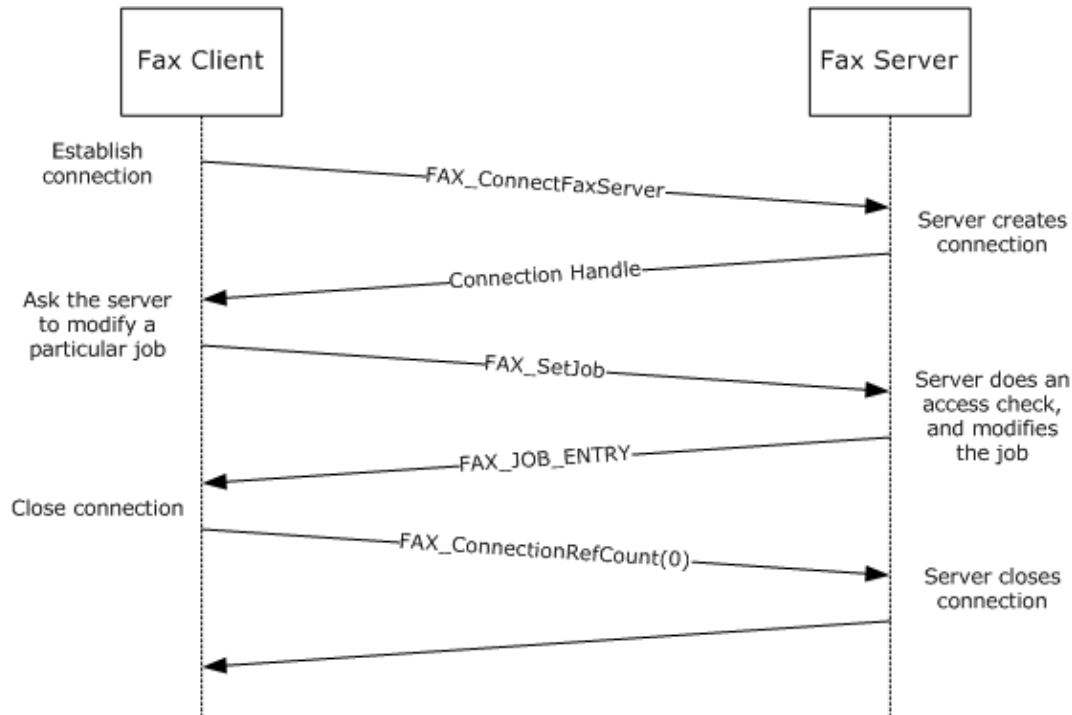 Fax Client
Fax Server
Establish
connection
FAX_ConnectFaxServer
Server creates
connection
Connection Handle
Ask the server
to modify a
particular job
FAX_SetJob
Server does an
access check,
and modifies
the job
FAX_JOB_ENTRY
Close connection
FAX_ConnectionRefCount(0)
Server closes
connection